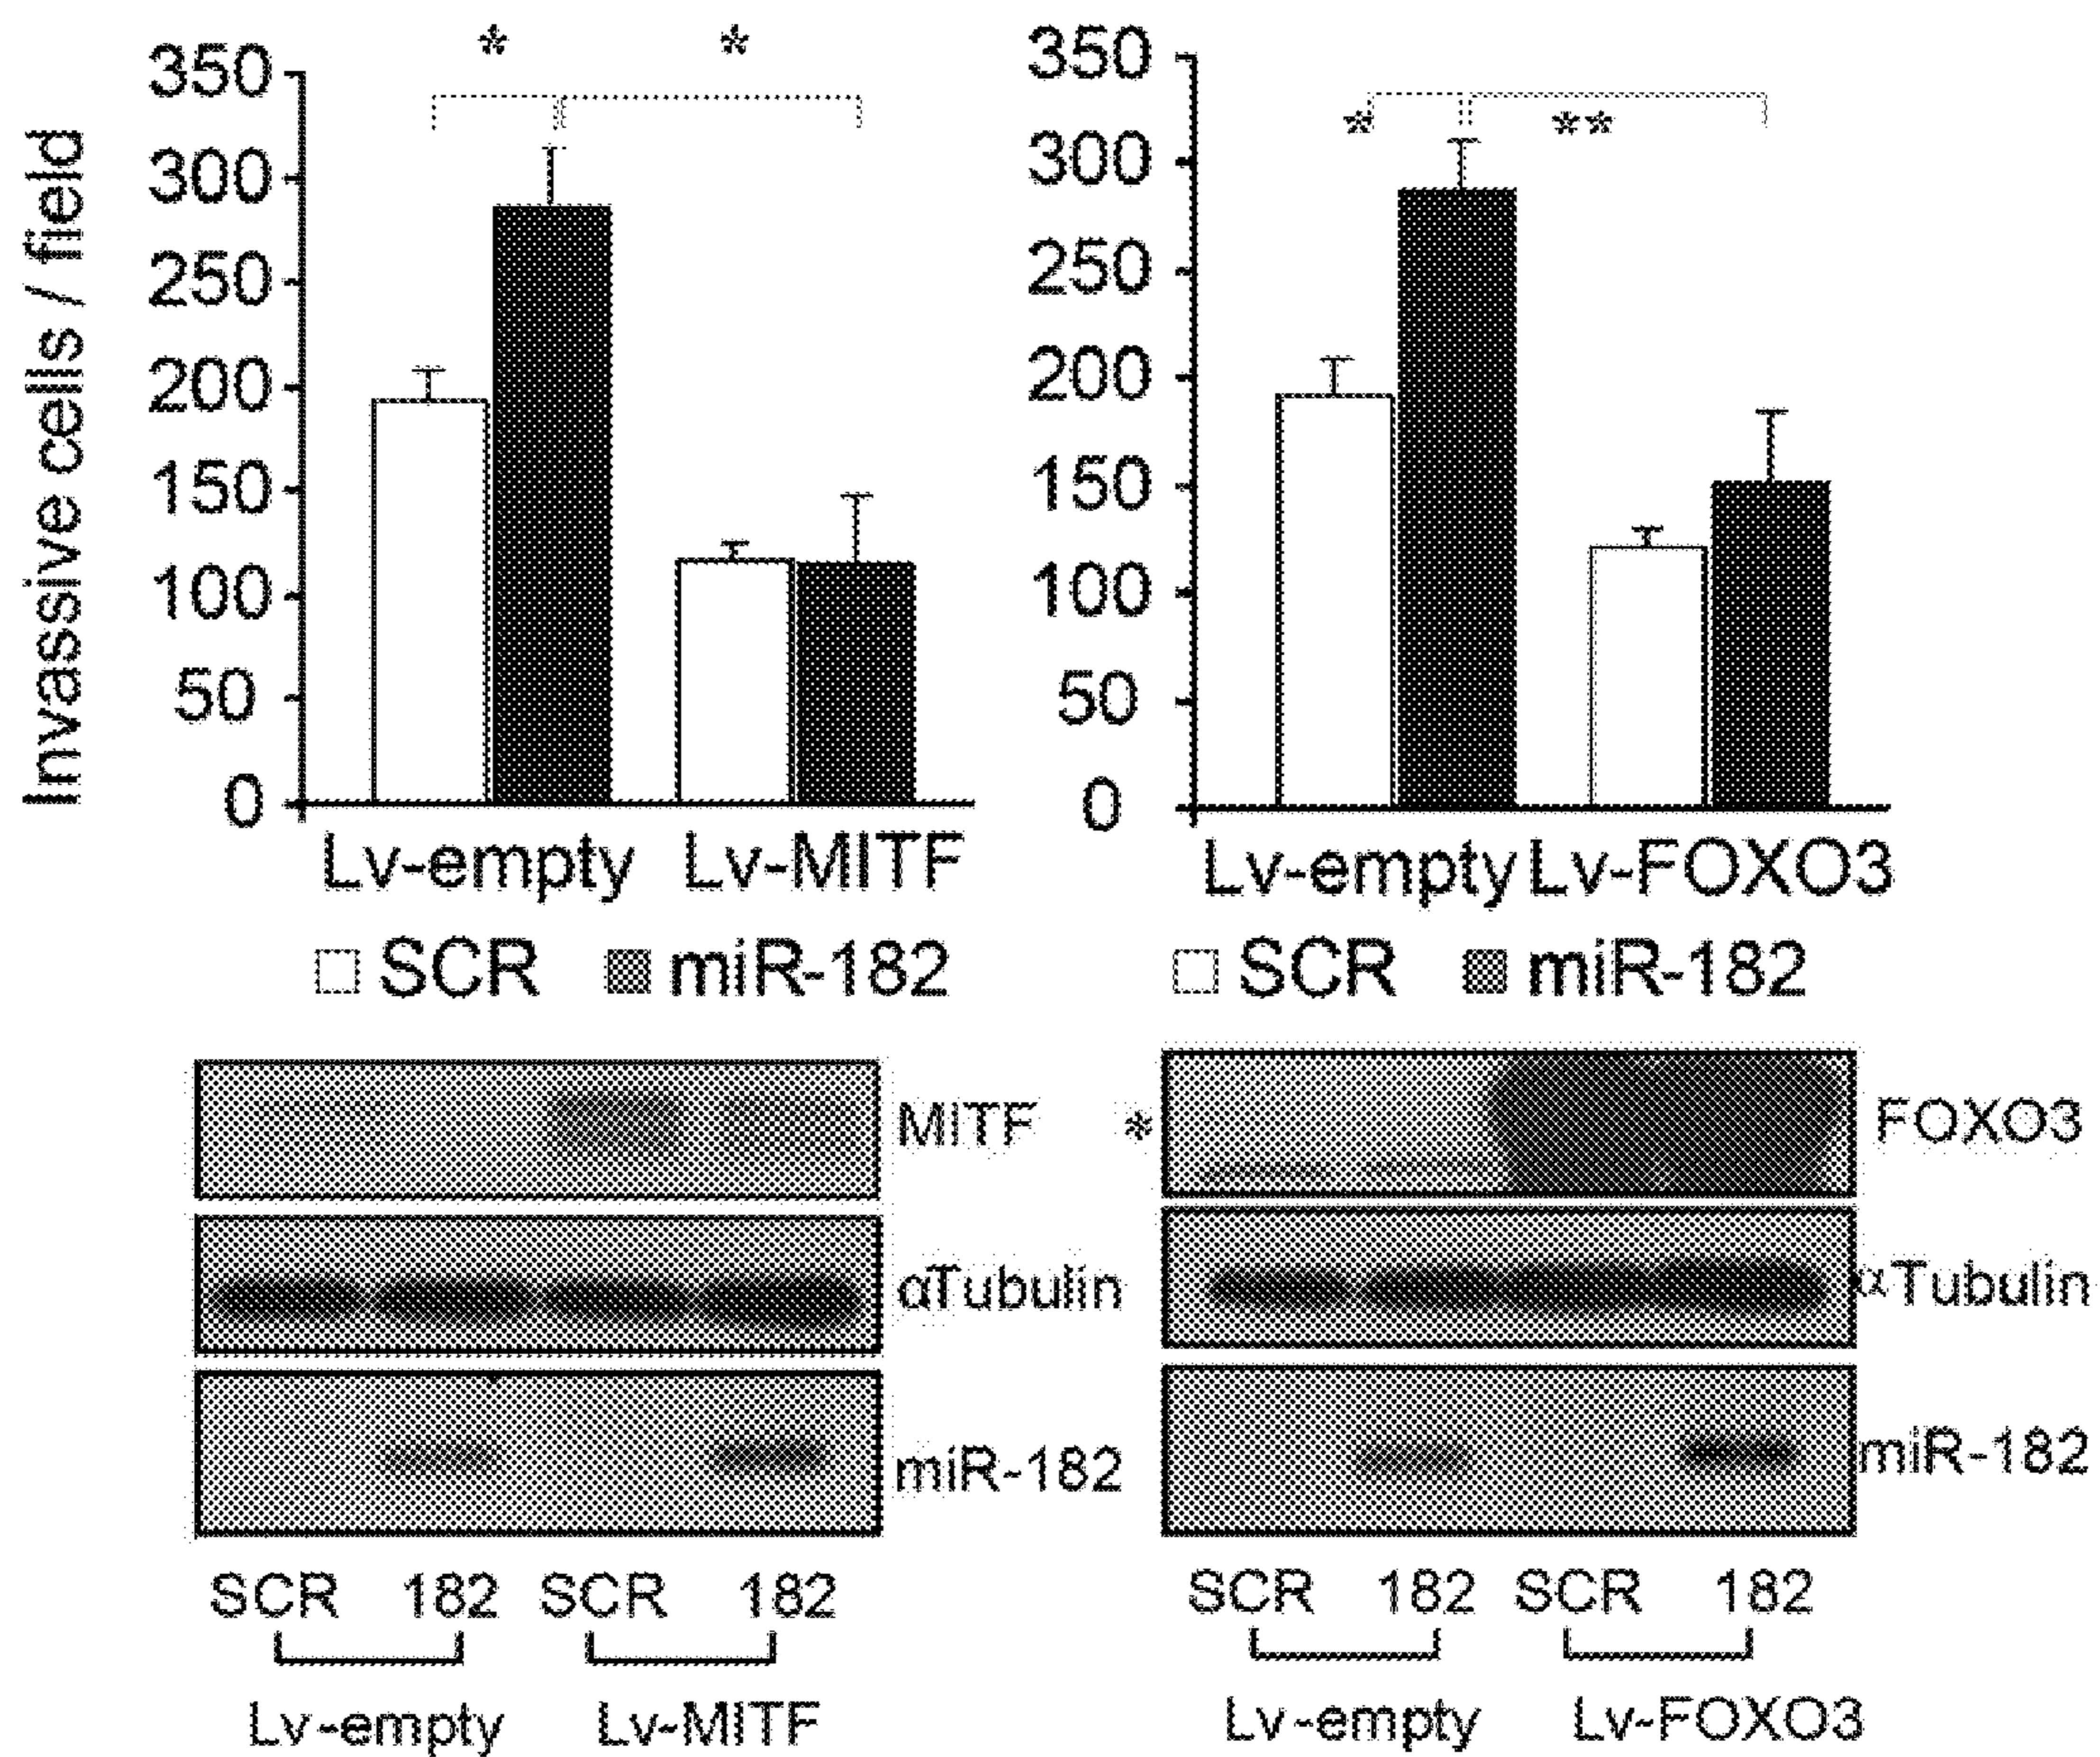 Invassive cells / field
350
300
250
200
150
100
50
0
* *
Lv-empty Lv-MITF
SCR miR-182
350
300
250
200
150
100
50
0
* **
Lv-empty Lv-FOXO3
SCR miR-182
MITF
αTubulin
miR-182
SCR 182 SCR 182
Lv-empty Lv-MITF
* FOXO3
αTubulin
miR-182
SCR 182 SCR 182
Lv-empty Lv-FOXO3